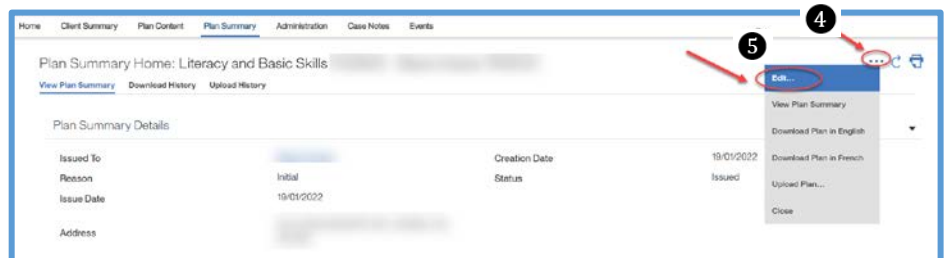 Home Client Summary Plan Content Plan Summary Administration Case Notes Events
4
5
Plan Summary Home: Literacy and Basic Skills
View Plan Summary Download History Upload History
Edit...
View Plan Summary
Download Plan in English
Download Plan in French
Upload Plan...
Close
Plan Summary Details
Issued To Creation Date 19/01/2022
Reason Initial Status Issued
Issue Date 19/01/2022
Address